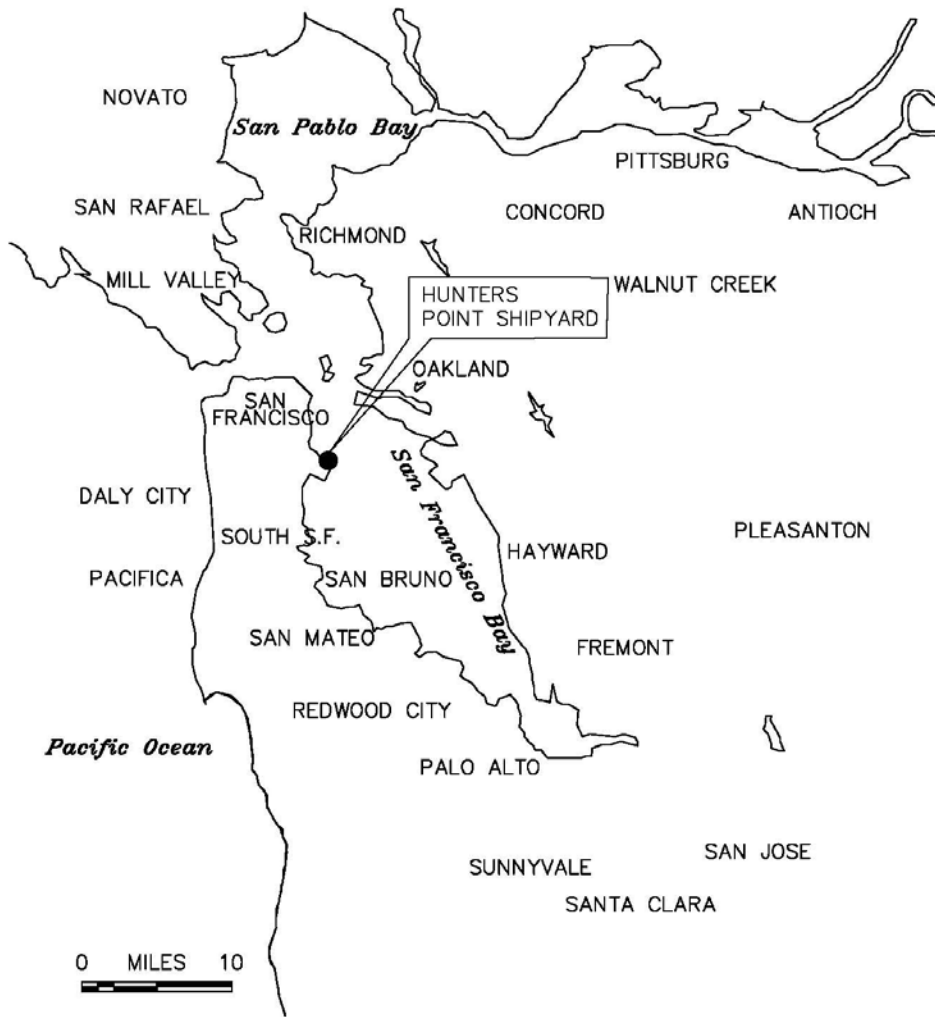 NOVATO
San Pablo Bay
PITTSBURG
SAN RAFAEL
CONCORD
ANTIOCH
RICHMOND
MILL VALLEY
WALNUT CREEK
HUNTERS
POINT SHIPYARD
OAKLAND
SAN
FRANCISCO
DALY CITY
San Francisco Bay
PLEASANTON
SOUTH S.F.
HAYWARD
PACIFICA
SAN BRUNO
SAN MATEO
FREMONT
REDWOOD CITY
Pacific Ocean
PALO ALTO
SAN JOSE
SUNNYVALE
SANTA CLARA
0 MILES 10